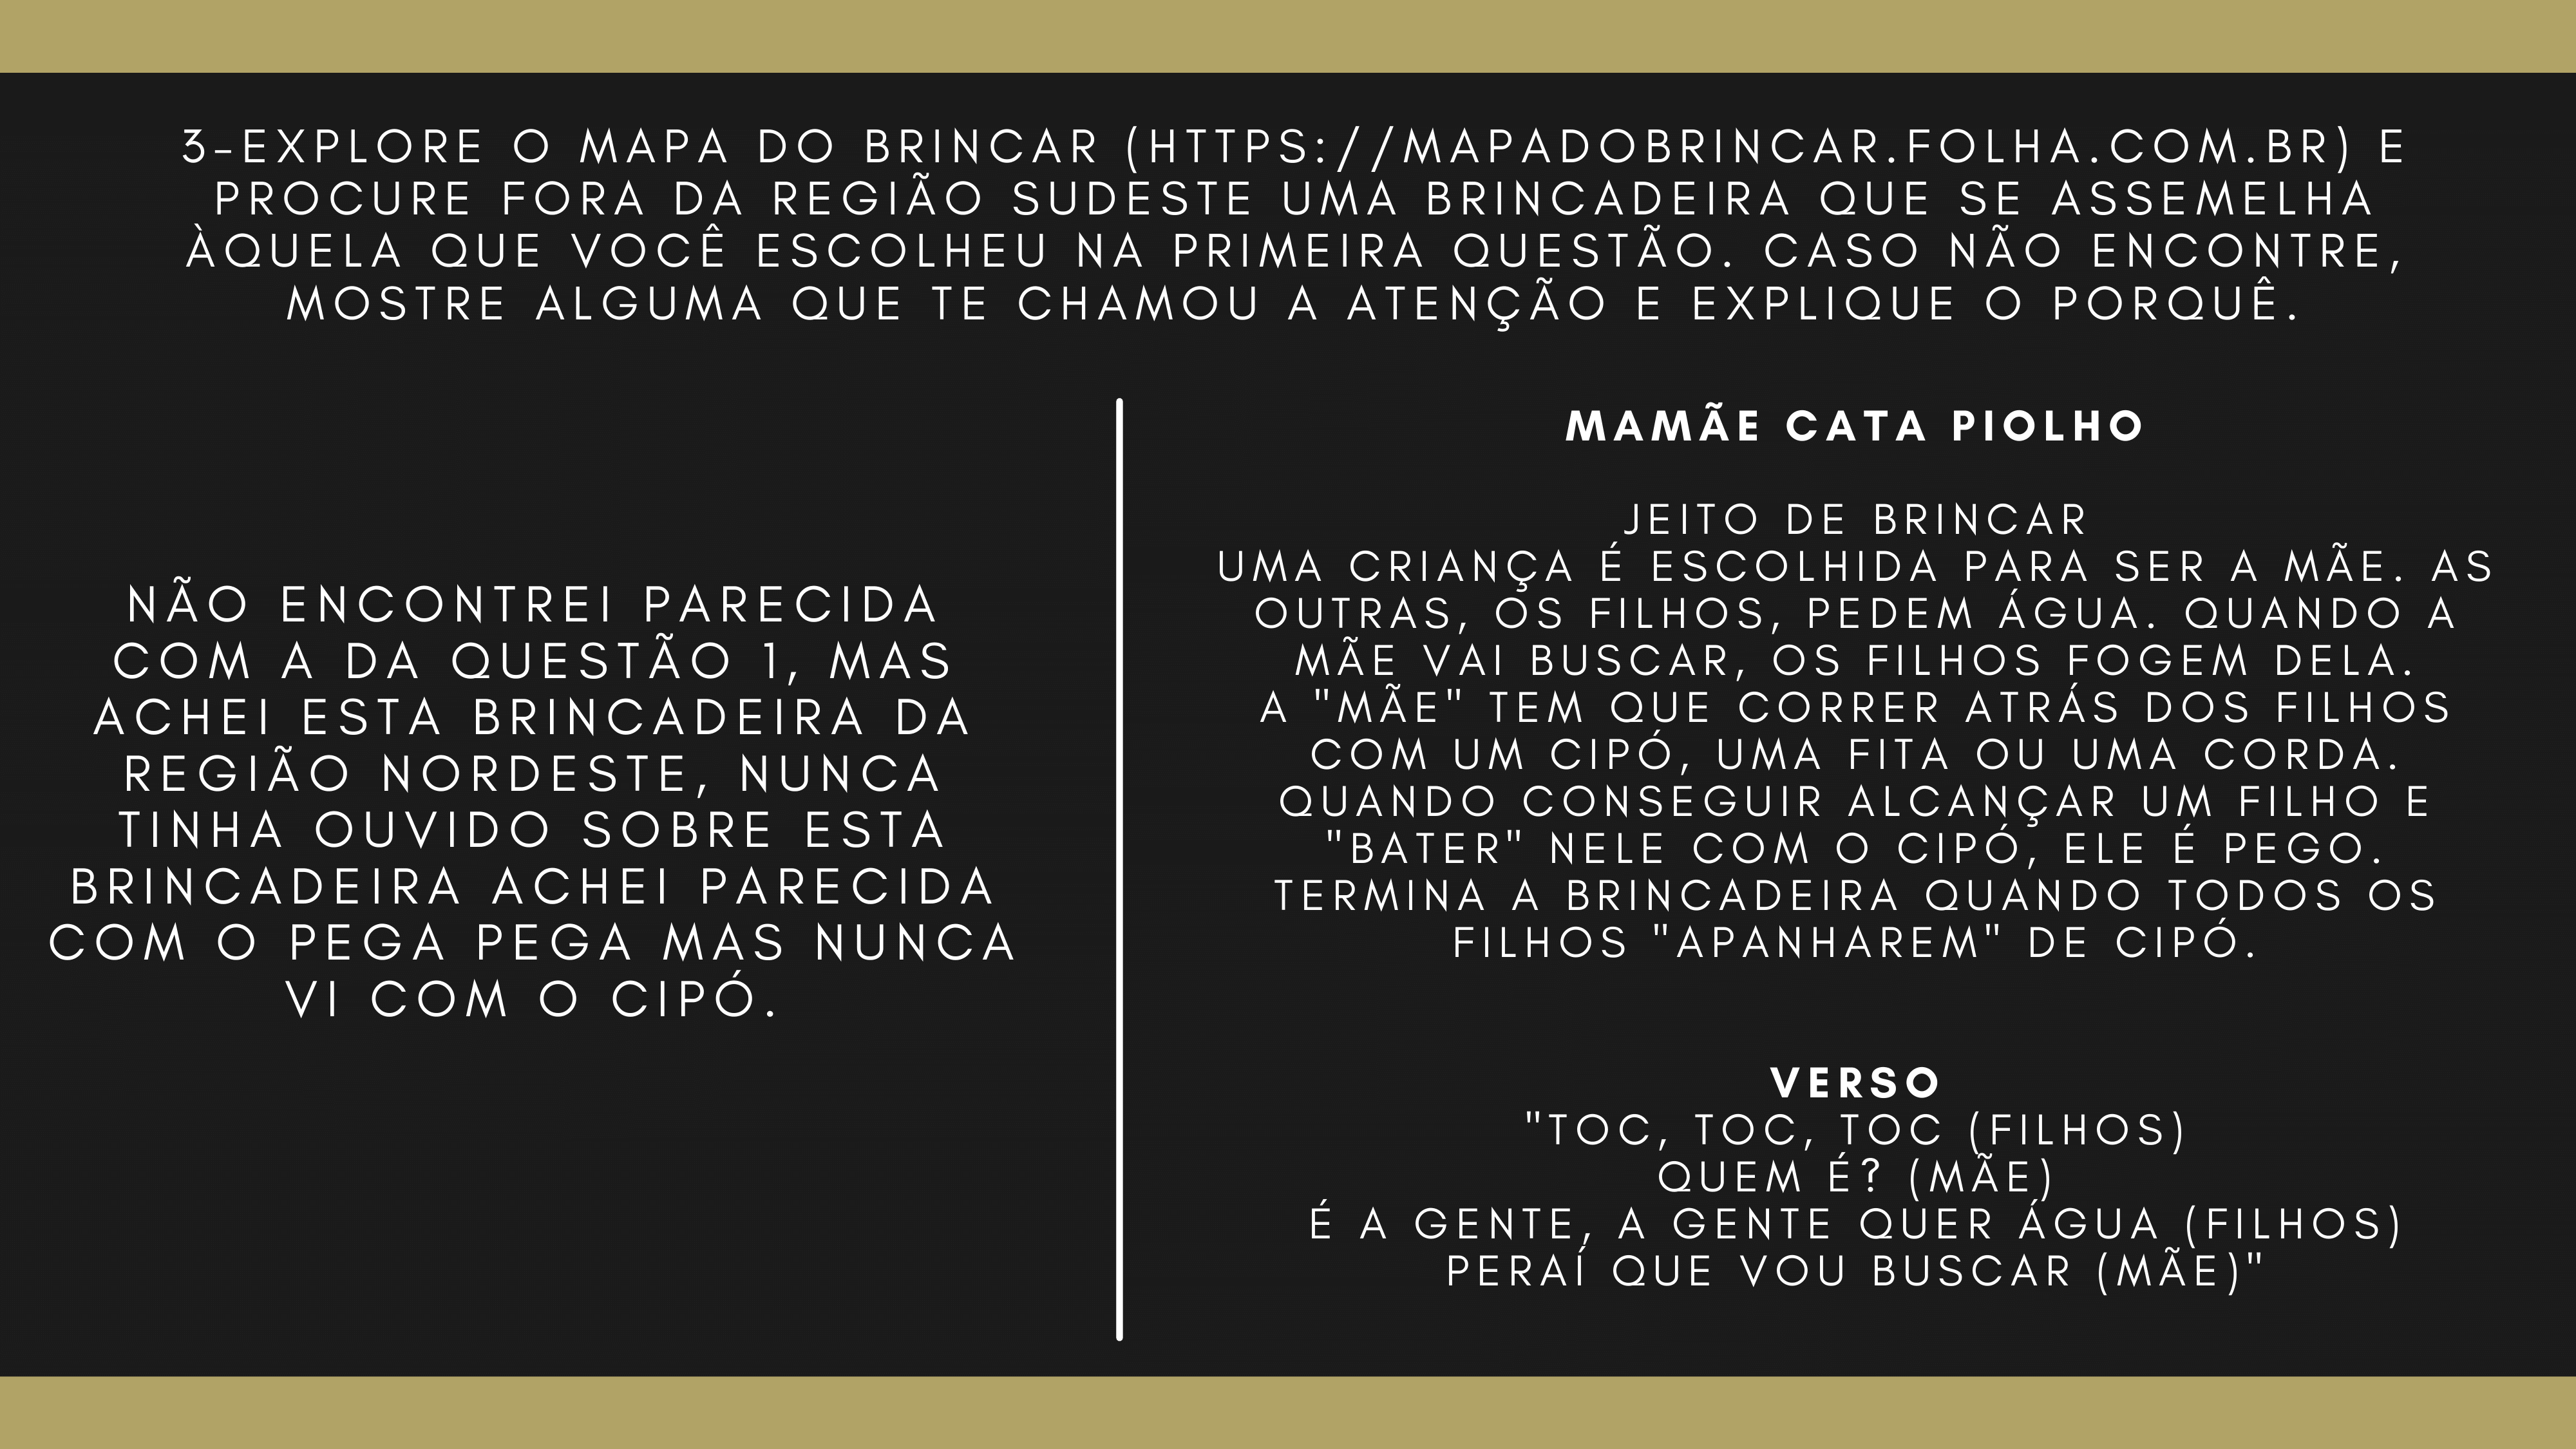 3-EXPLORE O MAPA DO BRINCAR (HTTPS://MAPADOBRINCAR.FOLHA.COM.BR) E
PROCURE FORA DA REGIÃO SUDESTE UMA BRINCADEIRA QUE SE ASSEMELHA
ÀQUELA QUE VOCÊ ESCOLHEU NA PRIMEIRA QUESTÃO. CASO NÃO ENCONTRE,
MOSTRE ALGUMA QUE TE CHAMOU A ATENÇÃO E EXPLIQUE O PORQUÊ.
NÃO ENCONTREI PARECIDA
COM A DA QUESTÃO 1, MAS
ACHEI ESTA BRINCADEIRA DA
REGIÃO NORDESTE, NUNCA
TINHA OUVIDO SOBRE ESTA
BRINCADEIRA ACHEI PARECIDA
COM O PEGA PEGA MAS NUNCA
VI COM O CIPÓ.
MAMÃE CATA PIOLHO
JEITO DE BRINCAR
UMA CRIANÇA É ESCOLHIDA PARA SER A MÃE. AS
OUTRAS, OS FILHOS, PEDEM ÁGUA. QUANDO A
MÃE VAI BUSCAR, OS FILHOS FOGEM DELA.
A "MÃE" TEM QUE CORRER ATRÁS DOS FILHOS
COM UM CIPÓ, UMA FITA OU UMA CORDA.
QUANDO CONSEGUIR ALCANÇAR UM FILHO E
"BATER" NELE COM O CIPÓ, ELE É PEGO.
TERMINA A BRINCADEIRA QUANDO TODOS OS
FILHOS "APANHAREM" DE CIPÓ.
VERSO
"TOC, TOC, TOC (FILHOS)
QUEM É? (MÃE)
É A GENTE, A GENTE QUER ÁGUA (FILHOS)
PERAÍ QUE VOU BUSCAR (MÃE)"